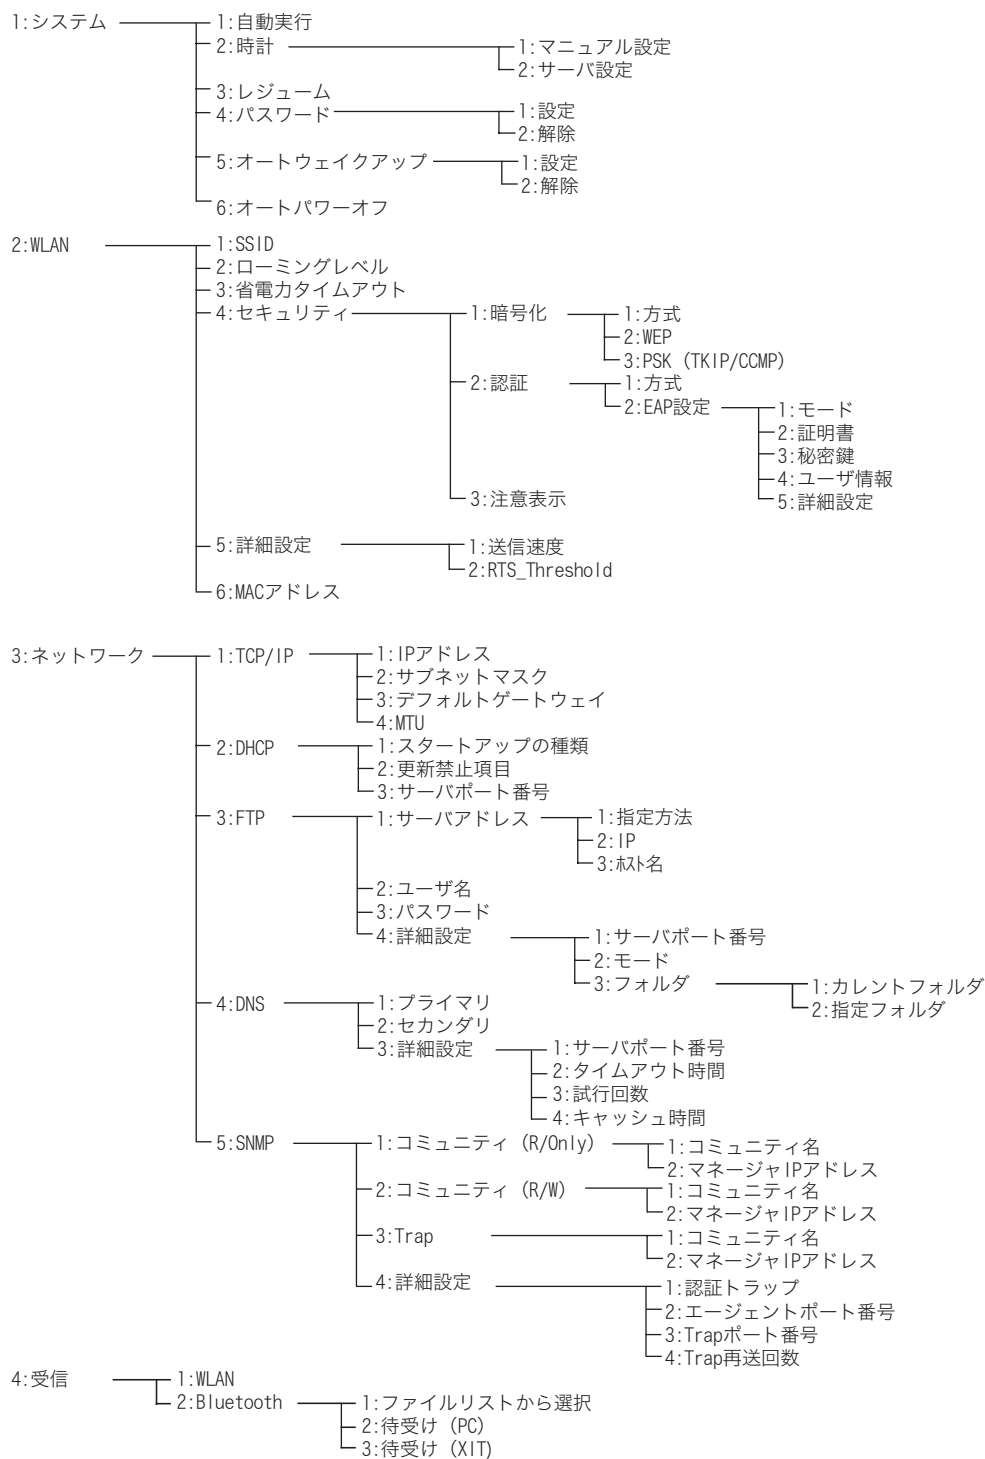 1:システム 1:自動実行
2:時計 1:マニュアル設定
2:サーバ設定
3:レジューム
4:パスワード 1:設定
2:解除
5:オートウェイクアップ 1:設定
2:解除
6:オートパワーオフ
2:WLAN 1:SSID
2:ローミングレベル
3:省電力タイムアウト
4:セキュリティ 1:暗号化 1:方式
2:WEP
3:PSK (TKIP/CCMP)
2:認証 1:方式
2:EAP設定 1:モード
2:証明書
3:秘密鍵
4:ユーザ情報
3:注意表示 5:詳細設定
5:詳細設定 1:送信速度
2:RTS_Threshold
6:MACアドレス
3:ネットワーク 1:TCP/IP 1:IPアドレス
2:サブネットマスク
3:デフォルトゲートウェイ
4:MTU
2:DHCP 1:スタートアップの種類
2:更新禁止項目
3:サーバポート番号
3:FTP 1:サーバアドレス 1:指定方法
2:IP
3:ﾎｽﾄ名
2:ユーザ名
3:パスワード
4:詳細設定 1:サーバポート番号
2:モード
3:フォルダ 1:カレントフォルダ
4:DNS 1:プライマリ 2:指定フォルダ
2:セカンダリ
3:詳細設定 1:サーバポート番号
2:タイムアウト時間
3:試行回数
4:キャッシュ時間
5:SNMP 1:コミュニティ (R/Only) 1:コミュニティ名
2:マネージャIPアドレス
2:コミュニティ (R/W) 1:コミュニティ名
2:マネージャIPアドレス
3:Trap 1:コミュニティ名
2:マネージャIPアドレス
4:詳細設定 1:認証トラップ
2:エージェントポート番号
3:Trapポート番号
4:Trap再送回数
4:受信 1:WLAN
2:Bluetooth 1:ファイルリストから選択
2:待受け (PC)
3:待受け (XIT)